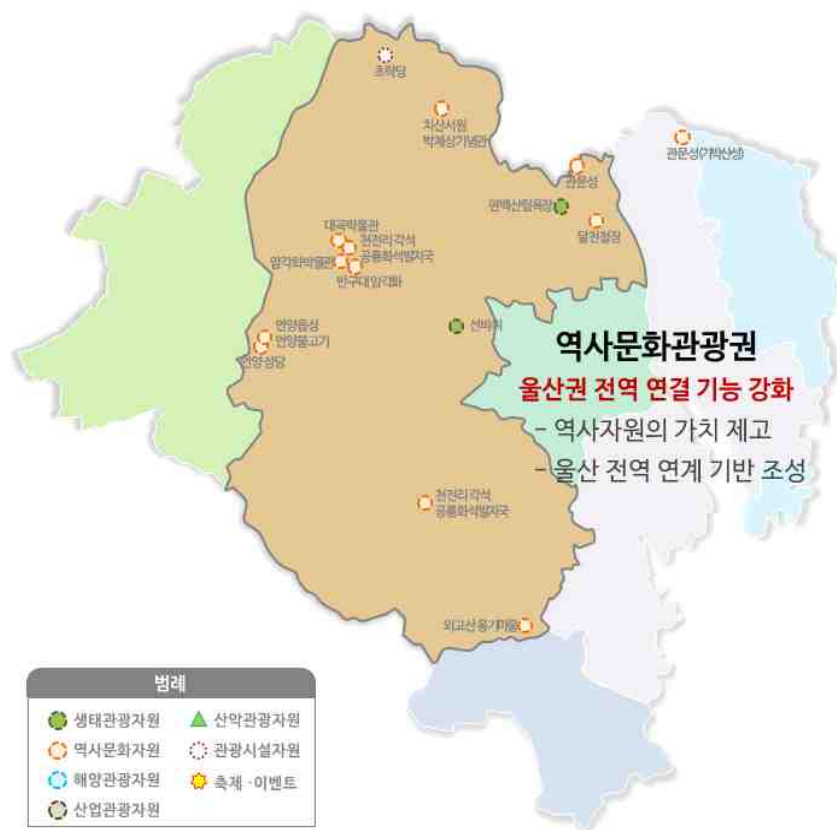 초락당
치산서원
박제상기념관
관문성(기박산성)
관문성
편백산림욕장
달천철장
대곡박물관
천전리 각석
공룡화석발자국
암각화박물관
반구대 암각화
언양읍성
언양불고기
언양성당
선바위
역사문화관광권
울산권 전역 연결 기능 강화
- 역사자원의 가치 제고
- 울산 전역 연계 기반 조성
천전리 각석
공룡화석발자국
외고산 옹기마을
범례
생태관광자원
산악관광자원
역사문화자원
관광시설자원
해양관광자원
축제·이벤트
산업관광자원